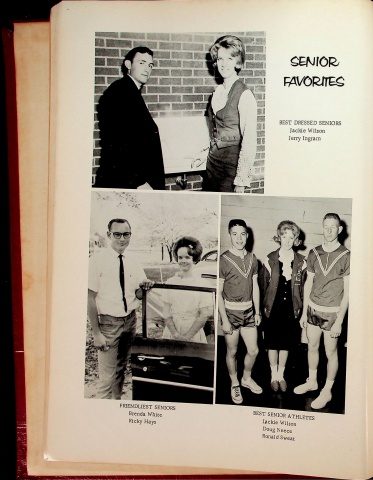 SENIOR
FAVORITES
BEST DRESSED SENIORS
Jackie Wilson
Jerry Ingram
FRIENDLIEST SENIORS
Brenda White
Ricky Hays
BEST SENIOR ATHLETES
Jackie Wilson
Doug Nunos
Ronald Sweat